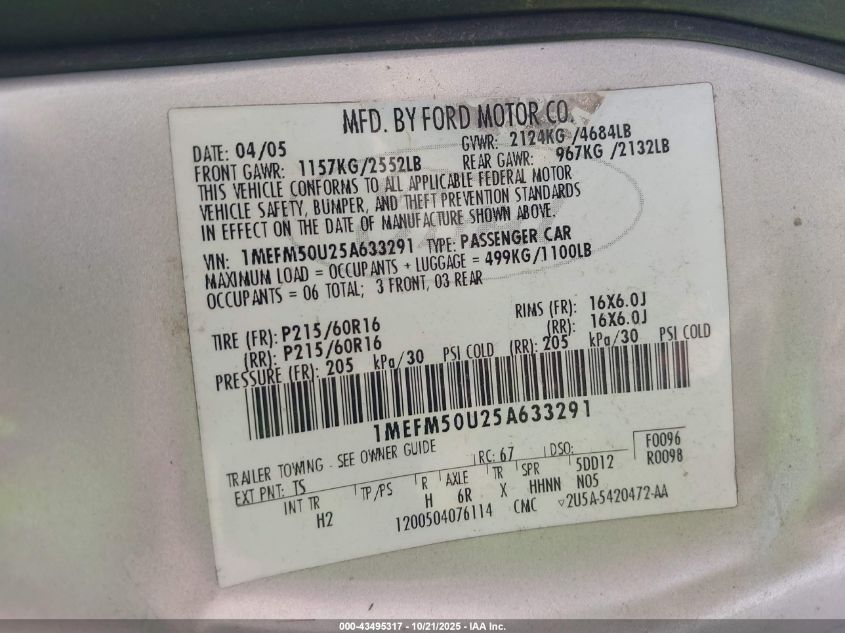 MFD. BY FORD MOTOR CO.
DATE: 04/05 GVWR: 2124KG /4684LB
FRONT GAWR: 1157KG/2552LB REAR GAWR: 967KG /2132LB
THIS VEHICLE CONFORMS TO ALL APPLICABLE FEDERAL MOTOR
VEHICLE SAFETY, BUMPER, AND THEFT PREVENTION STANDARDS
IN EFFECT ON THE DATE OF MANUFACTURE SHOWN ABOVE.
VIN: 1MEFM50U25A633291 TYPE: PASSENGER CAR
MAXIMUM LOAD = OCCUPANTS + LUGGAGE = 499KG/1100LB
OCCUPANTS = 06 TOTAL; 3 FRONT, 03 REAR
TIRE (FR): P215/60R16 RIMS (FR): 16X6.0J
(RR): P215/60R16 (RR): 16X6.0J
PRESSURE (FR): 205 kPa/30 PSI COLD (RR): 205 kPa/30 PSI COLD
1MEFM50U25A633291
TRAILER TOWING - SEE OWNER GUIDE RC: 67 DSO: F0096
EXT PNT: TS 5DD12 R0098
INT TR TP/PS R AXLE TR SPR N05
H2 H 6R X HHNN
1200504076114 CMC 2U5A-5420472-AA
000-43495317 - 10/21/2025 - IAA Inc.